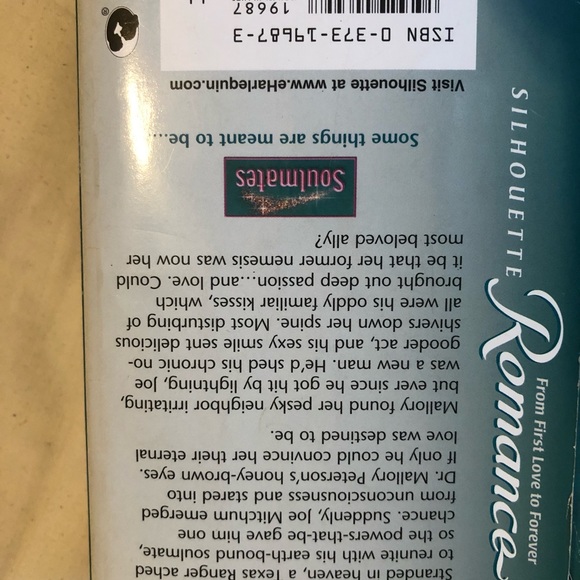 Stranded in heaven, a Texas Ranger ached
to reunite with his earth-bound soulmate,
so the powers-that-be gave him one
chance. Suddenly, Joe Mitchum emerged
from unconsciousness and stared into
Dr. Mallory Peterson's honey-brown eyes.
If only he could convince her their eternal
love was destined to be.
Mallory found her pesky neighbor irritating,
but ever since he got hit by lightning, Joe
was a new man. He'd shed his chronic no-
gooder act, and his sexy smile sent delicious
shivers down her spine. Most disturbing of
all were his oddly familiar kisses, which
brought out deep passion...and love. Could
it be that her former nemesis was now her
most beloved ally?
Soulmates
Some things are meant to be....
Visit Silhouette at www.eHarlequin.com
ISBN 0-373-19687-3
19687
SILHOUETTE
Romance
From First Love to Forever
®